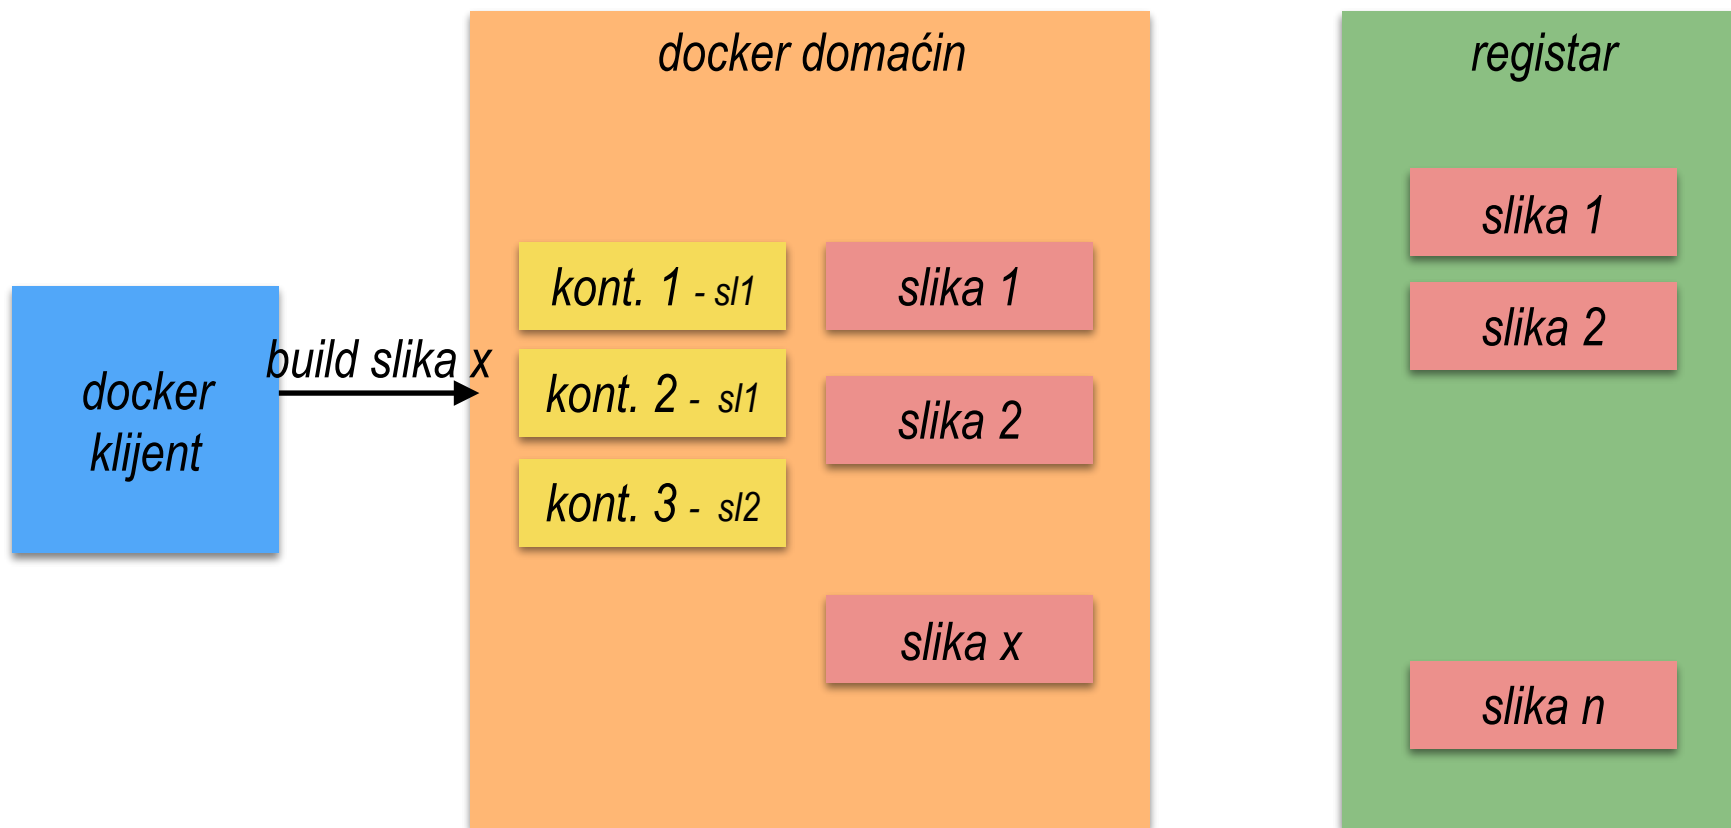 docker domaćin
registar
docker
klijent
build slika x
kont. 1 - sl1
kont. 2 - sl1
kont. 3 - sl2
slika 1
slika 2
slika x
slika 1
slika 2
slika n